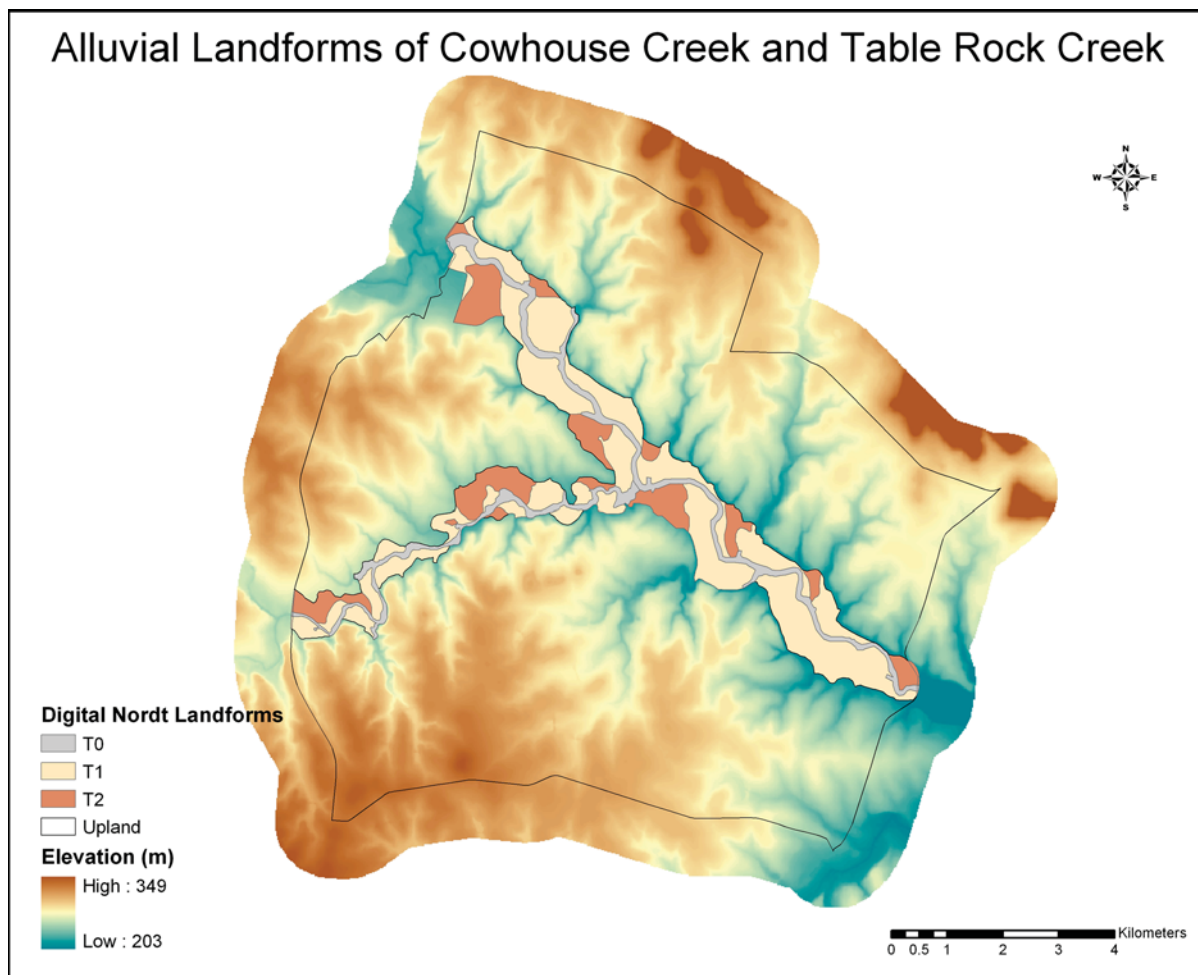 Alluvial Landforms of Cowhouse Creek and Table Rock Creek
N
W E
S
Digital Nordt Landforms
T0
T1
T2
Upland
Elevation (m)
High : 349
Low : 203
Kilometers
0 0.5 1 2 3 4